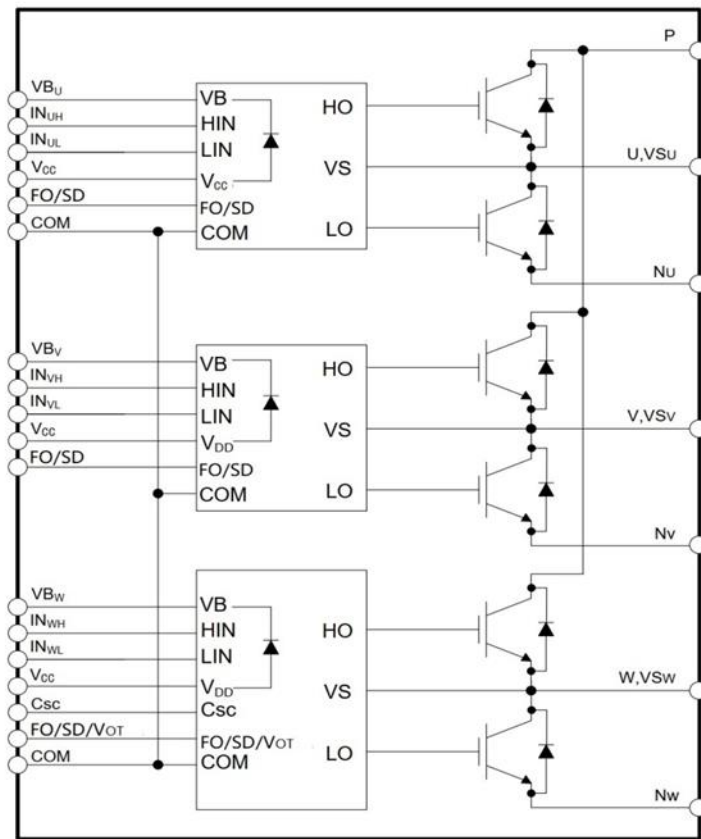 P
VBU
VB
HO
INUH
HIN
INUL
LIN
VS
U,VSU
VCC
VCC
FO/SD
FO/SD
COM
COM
LO
NU
VBV
VB
HO
INVH
HIN
INVL
LIN
VS
V,VSV
VCC
VDD
FO/SD
FO/SD
COM
LO
NV
VBW
VB
HO
INWH
HIN
INWL
LIN
VS
W,VSW
VCC
VDD
Csc
Csc
FO/SD/VOT
FO/SD/VOT
COM
COM
LO
NW